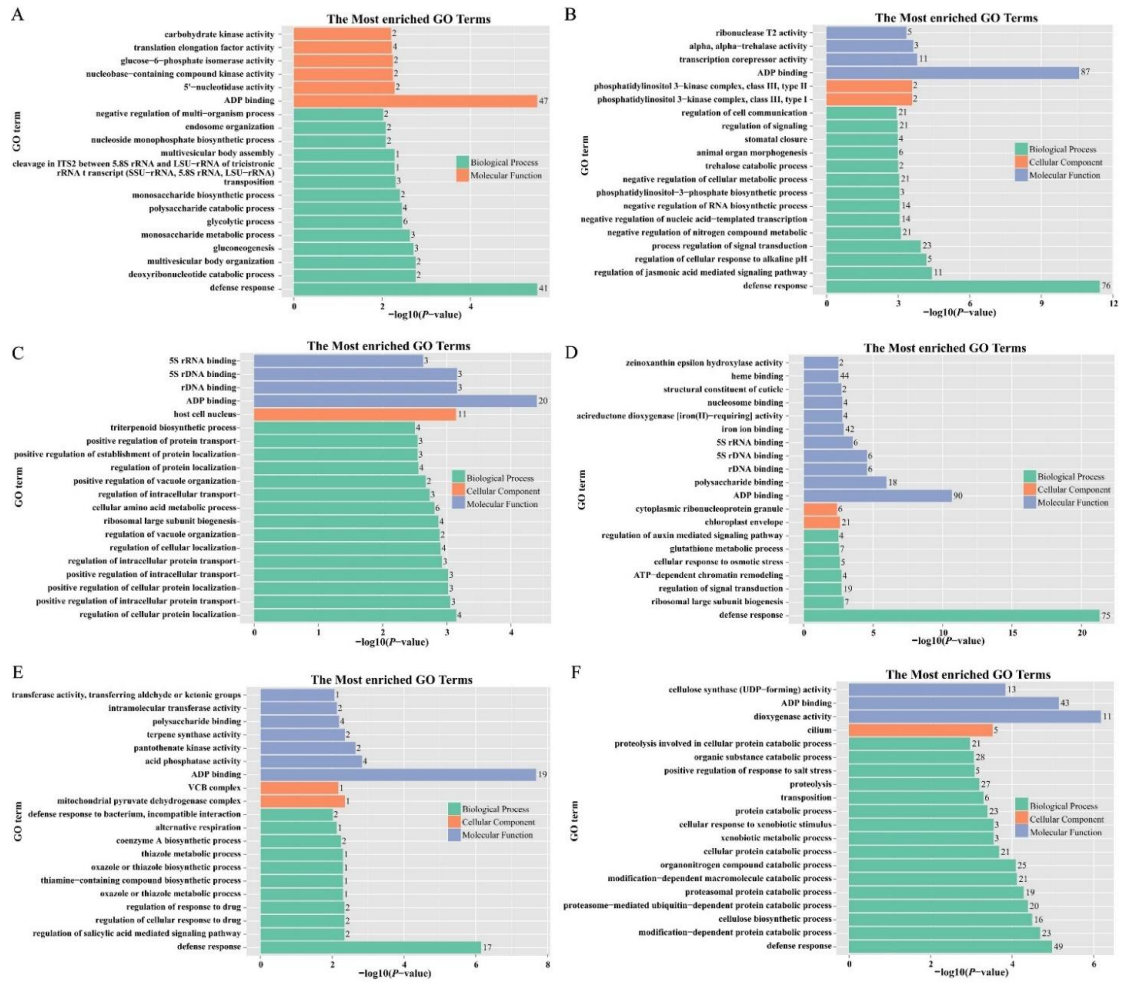 A
The Most enriched GO Terms
carbohydrate kinase activity 2
translation elongation factor activity 4
glucose−6−phosphate isomerase activity 2
nucleobase-containing compound kinase activity 2
5'−nucleotidase activity 2
ADP binding 47
negative regulation of multi−organism process 2
endosome organization 2
nucleoside monophosphate biosynthetic process 2
multivesicular body assembly 1
cleavage in ITS2 between 5.8S rRNA and LSU−rRNA of tricistronic
rRNA t transcript (SSU−rRNA, 5.8S rRNA, LSU−rRNA) 1
transposition 3
monosaccharide biosynthetic process 2
polysaccharide catabolic process 4
glycolytic process 6
monosaccharide metabolic process 3
gluconeogenesis 3
multivesicular body organization 2
deoxyribonucleotide catabolic process 2
defense response 41
GO term
Biological Process
Molecular Function
0 2 4
−log10(P−value)
B
The Most enriched GO Terms
ribonuclease T2 activity 5
alpha, alpha−trehalase activity 3
transcription corepressor activity 11
ADP binding 87
phosphatidylinositol 3−kinase complex, class III, type II 2
phosphatidylinositol 3−kinase complex, class III, type I 2
regulation of cell communication 21
regulation of signaling 21
stomatal closure 4
animal organ morphogenesis 6
trehalose catabolic process 2
negative regulation of cellular metabolic process 21
phosphatidylinositol−3−phosphate biosynthetic process 3
negative regulation of RNA biosynthetic process 14
negative regulation of nucleic acid−templated transcription 14
negative regulation of nitrogen compound metabolic 21
process regulation of signal transduction 23
regulation of cellular response to alkaline pH 5
regulation of jasmonic acid mediated signaling pathway 11
defense response 76
GO term
Biological Process
Cellular Component
Molecular Function
0 3 6 9 12
−log10(P−value)
C
The Most enriched GO Terms
5S rRNA binding 3
5S rDNA binding 3
rDNA binding 3
ADP binding 20
host cell nucleus 11
triterpenoid biosynthetic process 4
positive regulation of protein transport 3
positive regulation of establishment of protein localization 3
regulation of protein localization 4
positive regulation of vacuole organization 2
regulation of intracellular transport 3
cellular amino acid metabolic process 6
ribosomal large subunit biogenesis 4
regulation of vacuole organization 2
regulation of cellular localization 4
regulation of intracellular protein transport 3
positive regulation of intracellular transport 3
positive regulation of cellular protein localization 3
positive regulation of intracellular protein transport 3
regulation of cellular protein localization 4
GO term
Biological Process
Cellular Component
Molecular Function
0 1 2 3 4
−log10(P−value)
D
The Most enriched GO Terms
zeinoxanthin epsilon hydroxylase activity 2
heme binding 44
structural constituent of cuticle 2
nucleosome binding 4
acireductone dioxygenase [iron(II)−requiring] activity 4
iron ion binding 42
5S rRNA binding 6
5S rDNA binding 6
rDNA binding 6
polysaccharide binding 18
ADP binding 90
cytoplasmic ribonucleoprotein granule 6
chloroplast envelope 21
regulation of auxin mediated signaling pathway 4
glutathione metabolic process 7
cellular response to osmotic stress 5
ATP−dependent chromatin remodeling 4
regulation of signal transduction 19
ribosomal large subunit biogenesis 7
defense response 75
GO term
Biological Process
Cellular Component
Molecular Function
0 5 10 15 20
−log10(P−value)
E
The Most enriched GO Terms
transferase activity, transferring aldehyde or ketonic groups 1
intramolecular transferase activity 2
polysaccharide binding 4
terpene synthase activity 2
pantothenate kinase activity 2
acid phosphatase activity 4
ADP binding 19
VCB complex 1
mitochondrial pyruvate dehydrogenase complex 1
defense response to bacterium, incompatible interaction 2
alternative respiration 1
coenzyme A biosynthetic process 2
thiazole metabolic process 1
oxazole or thiazole biosynthetic process 1
thiamine−containing compound biosynthetic process 1
oxazole or thiazole metabolic process 1
regulation of response to drug 2
regulation of cellular response to drug 2
regulation of salicylic acid mediated signaling pathway 2
defense response 17
GO term
Biological Process
Cellular Component
Molecular Function
0 2 4 6 8
−log10(P−value)
F
The Most enriched GO Terms
cellulose synthase (UDP−forming) activity 13
ADP binding 43
dioxygenase activity 11
cilium 5
proteolysis involved in cellular protein catabolic process 21
organic substance catabolic process 28
positive regulation of response to salt stress 5
proteolysis 27
transposition 6
protein catabolic process 23
cellular response to xenobiotic stimulus 3
xenobiotic metabolic process 3
cellular protein catabolic process 21
organonitrogen compound catabolic process 25
modification−dependent macromolecule catabolic process 21
proteasomal protein catabolic process 19
proteasome−mediated ubiquitin−dependent protein catabolic process 20
cellulose biosynthetic process 16
modification−dependent protein catabolic process 23
defense response 49
GO term
Biological Process
Cellular Component
Molecular Function
0 2 4 6
−log10(P−value)